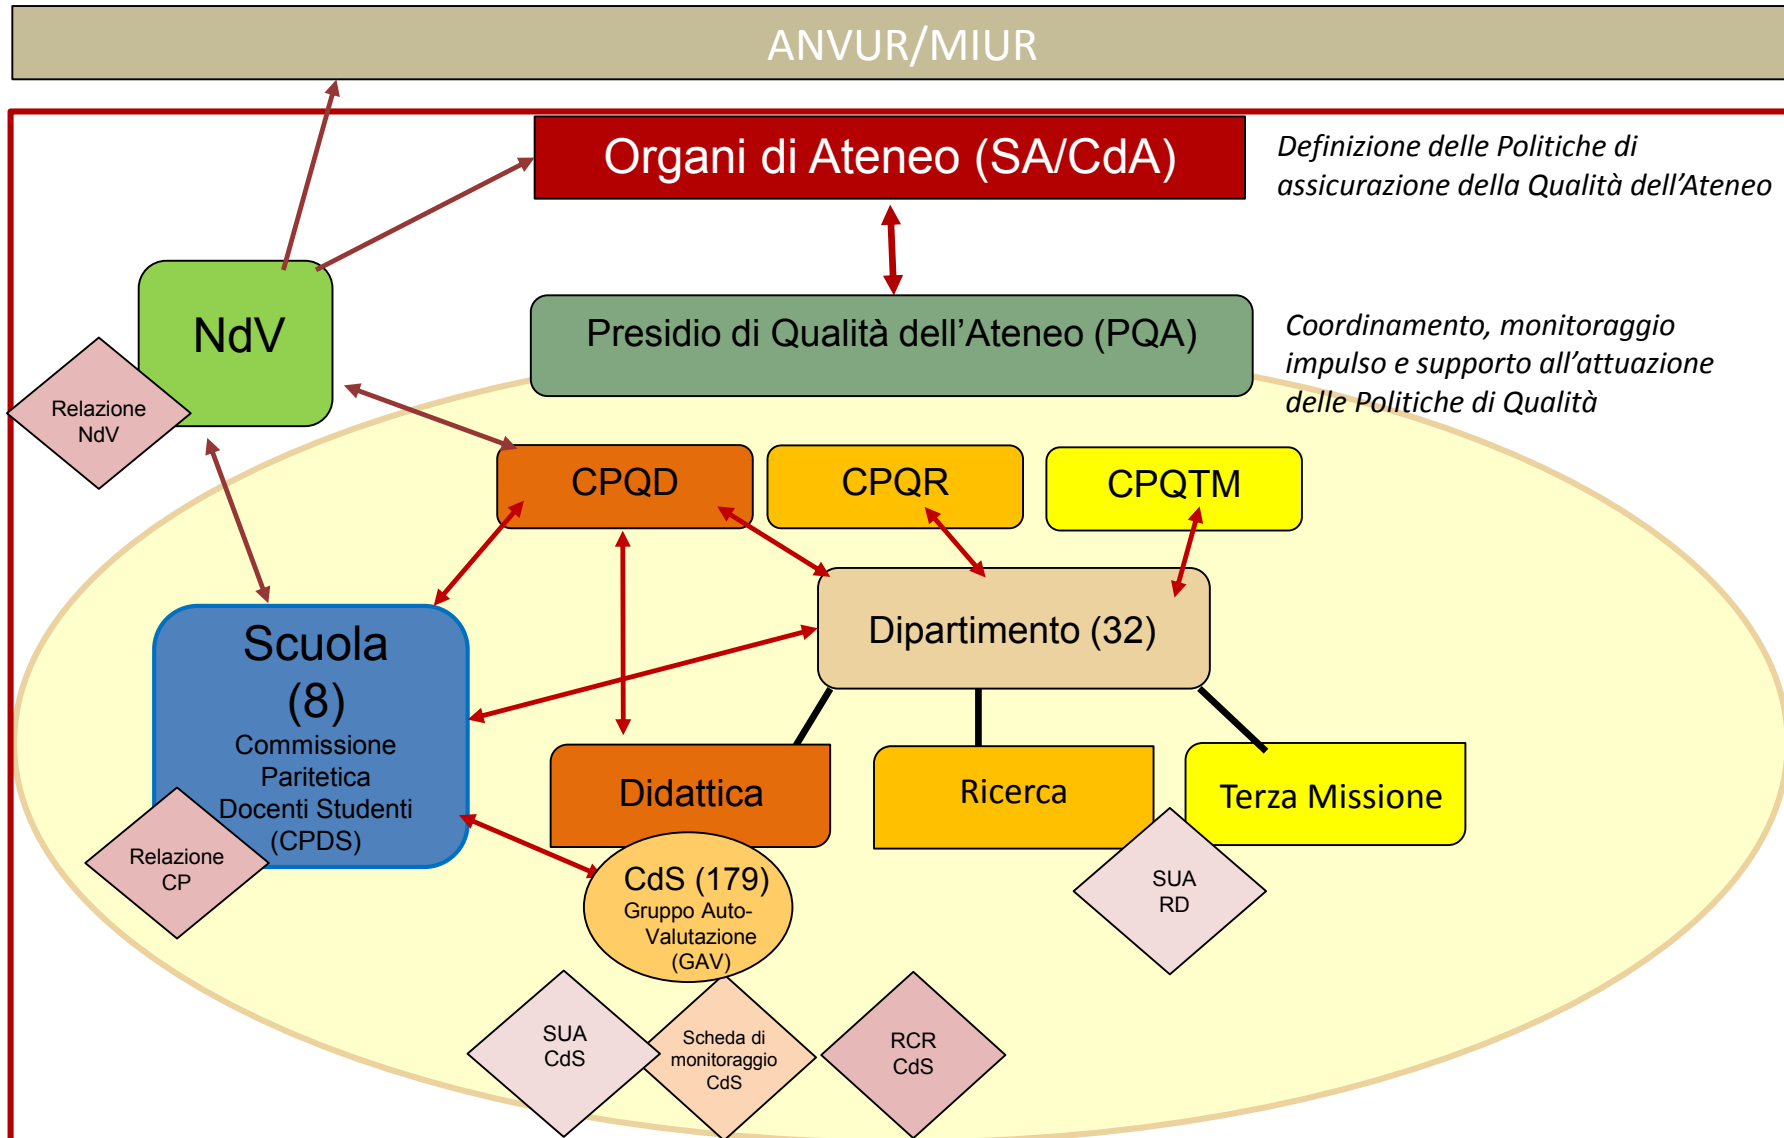 ANVUR/MIUR
Organi di Ateneo (SA/CdA)
Definizione delle Politiche di
assicurazione della Qualità dell’Ateneo
NdV
Relazione
NdV
Presidio di Qualità dell’Ateneo (PQA)
Coordinamento, monitoraggio
impulso e supporto all’attuazione
delle Politiche di Qualità
CPQD
CPQR
CPQTM
Scuola
(8)
Commissione
Paritetica
Docenti Studenti
(CPDS)
Relazione
CP
Dipartimento (32)
Didattica
Ricerca
Terza Missione
CdS (179)
Gruppo Auto-
Valutazione
(GAV)
SUA
RD
SUA
CdS
Scheda di
monitoraggio
CdS
RCR
CdS